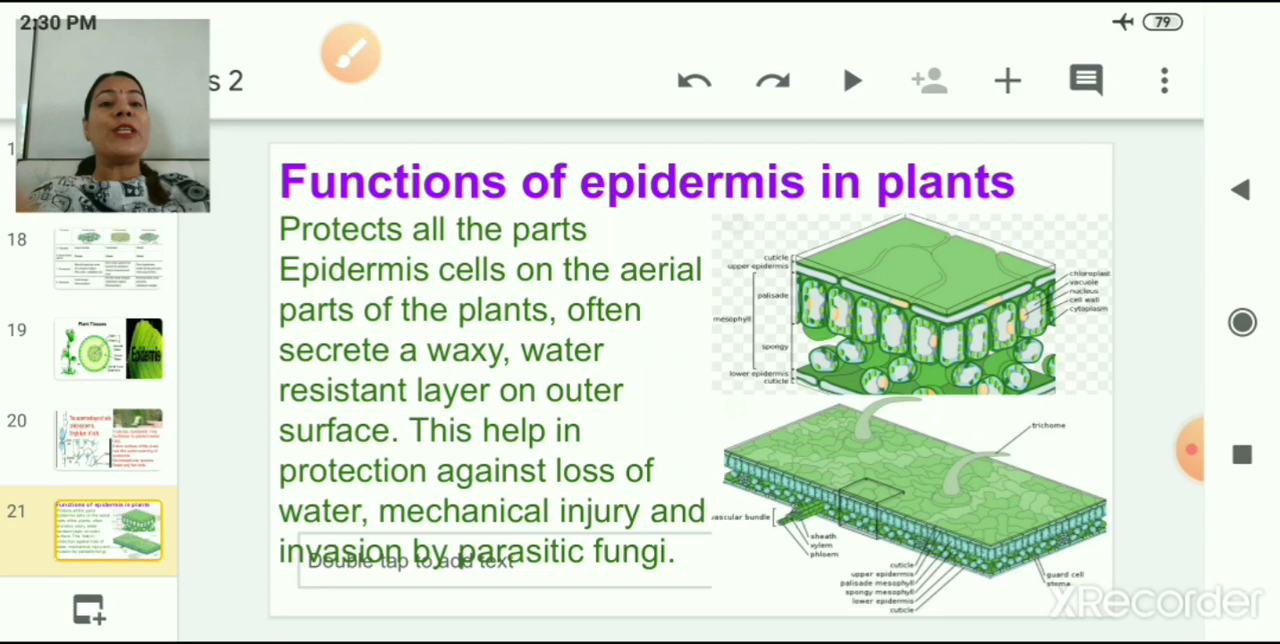 2:30 PM
79
s 2
Functions of epidermis in plants
Protects all the parts
Epidermis cells on the aerial
parts of the plants, often
secrete a waxy, water
resistant layer on outer
surface. This help in
protection against loss of
water, mechanical injury and
invasion by parasitic fungi.
Double tap to add text
cuticle
upper epidermis
palisade
mesophyll
spongy
lower epidermis
cuticle
chloroplast
vacuole
nucleus
cell wall
cytoplasm
trichome
vascular bundle
sheath
xylem
phloem
cuticle
upper epidermis
palisade mesophyll
spongy mesophyll
lower epidermis
cuticle
guard cell
stoma
18
19
Plant Tissues
Epidermis
20
21
Functions of epidermis in plants
XRecorder